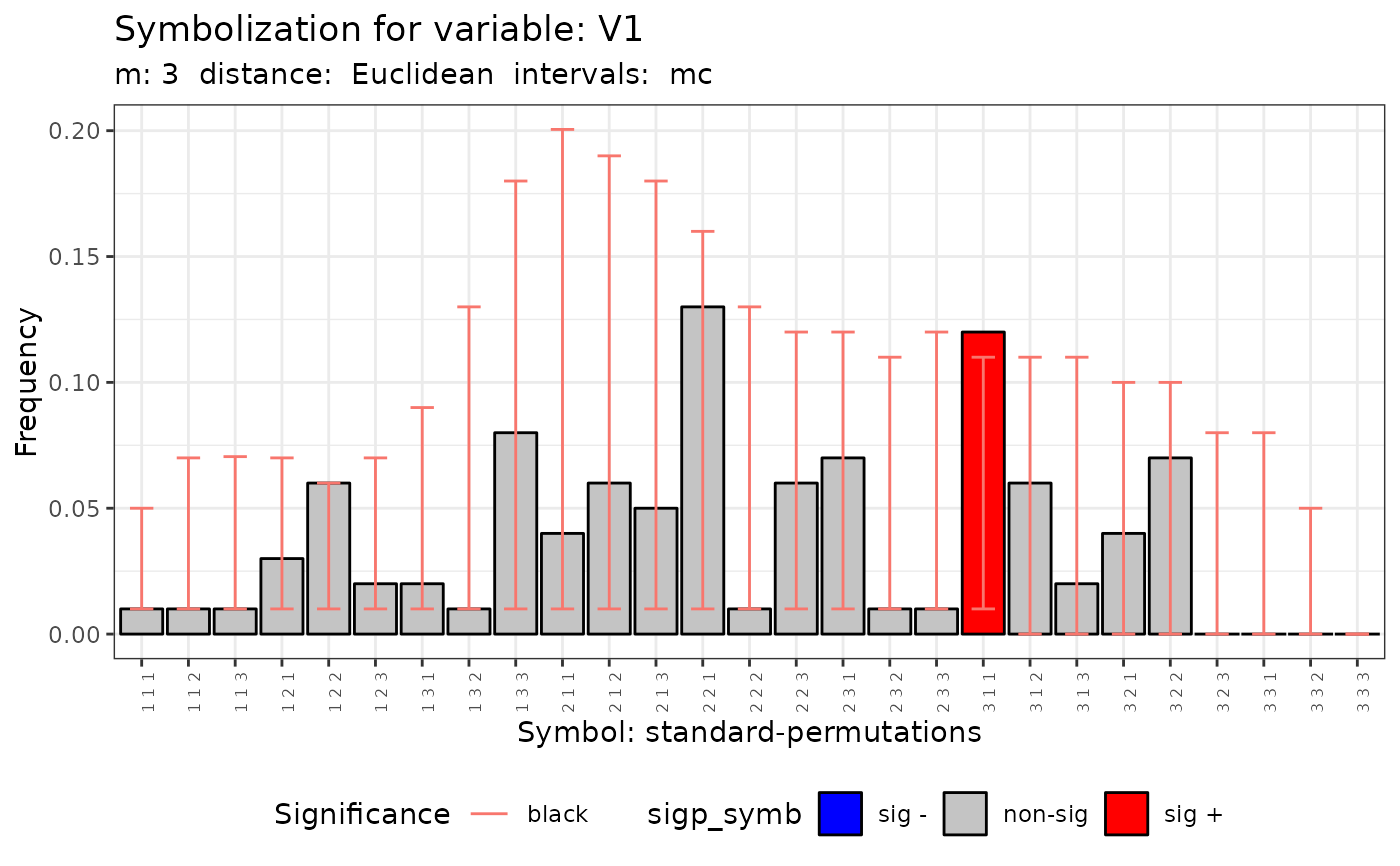 Symbolization for variable: V1
m: 3 distance: Euclidean intervals: mc
Frequency
0.20
0.15
0.10
0.05
0.00
1 1 1
1 1 2
1 1 3
1 2 1
1 2 2
1 2 3
1 3 1
1 3 2
1 3 3
2 1 1
2 1 2
2 1 3
2 2 1
2 2 2
2 2 3
2 3 1
2 3 2
2 3 3
3 1 1
3 1 2
3 1 3
3 2 1
3 2 2
3 2 3
3 3 1
3 3 2
3 3 3
Symbol: standard-permutations
Significance black sigp_symb sig - non-sig sig +